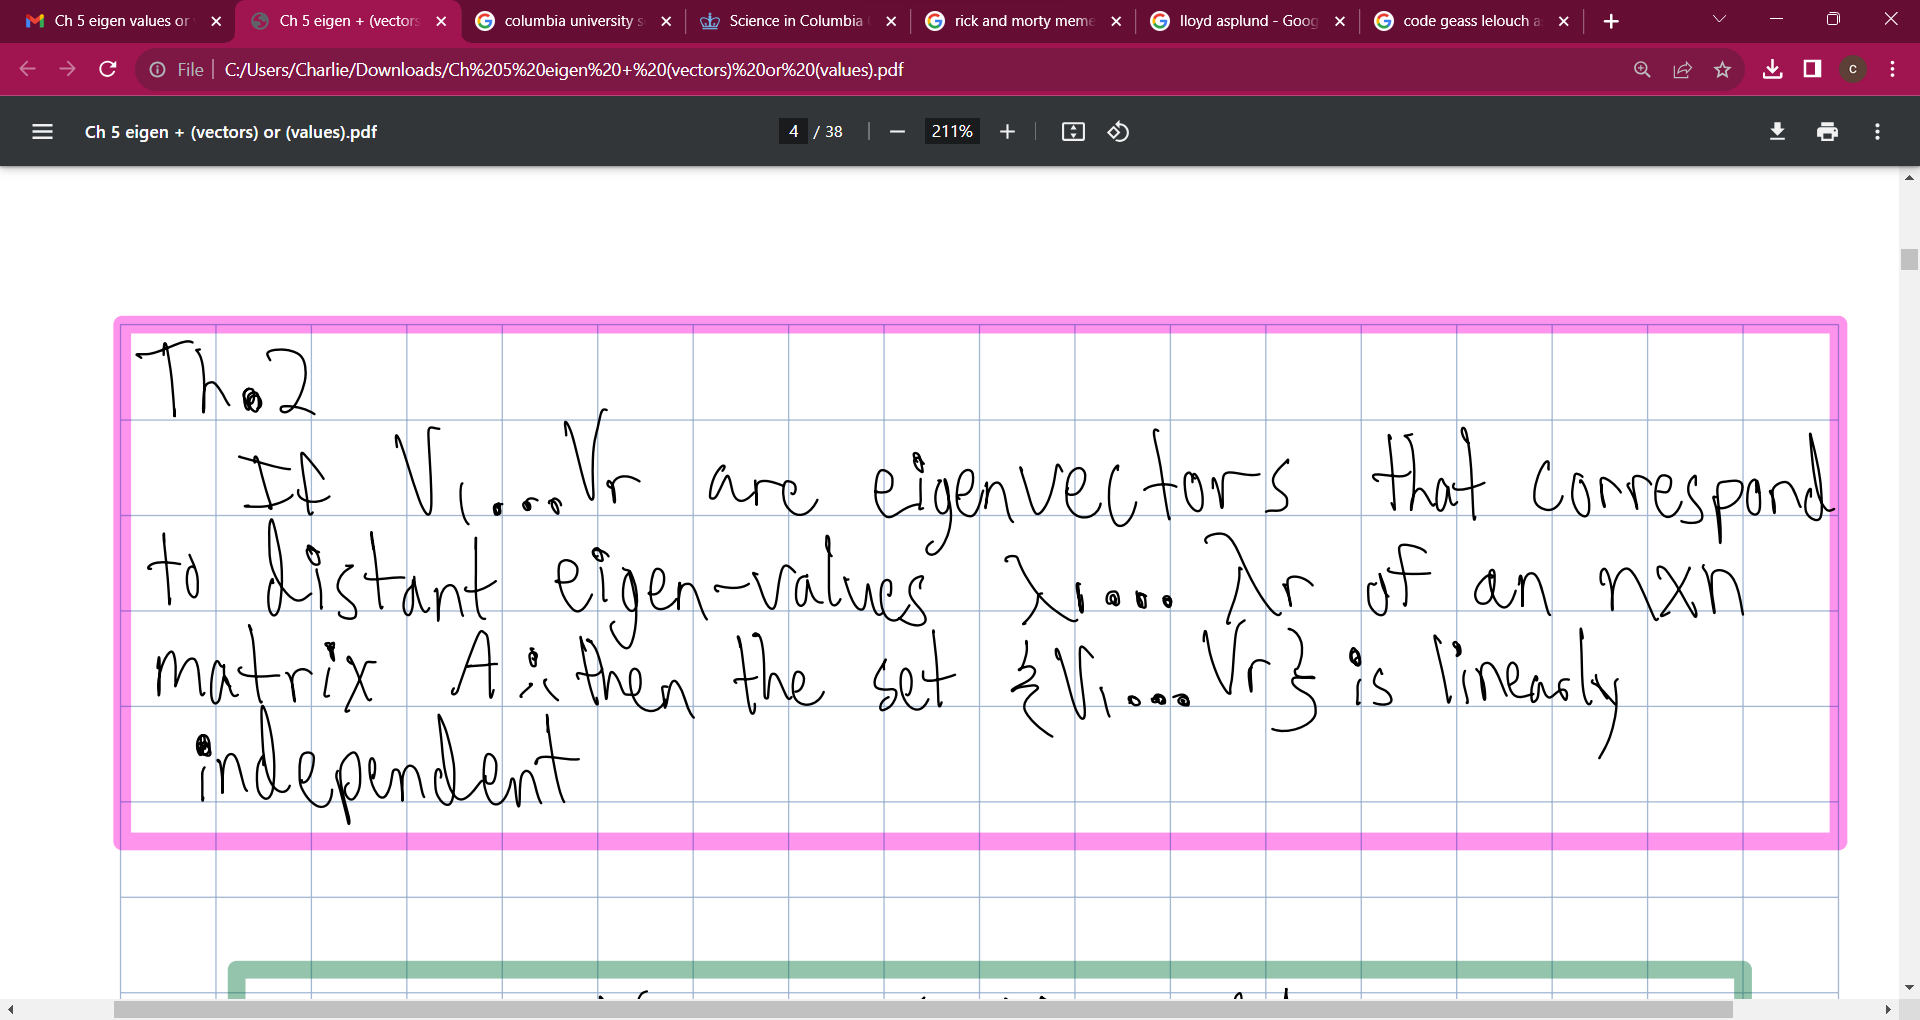 Ch 5 eigen values or
Ch 5 eigen + (vectors
columbia university s
Science in Columbia
rick and morty meme
lloyd asplund - Goog
code geass lelouch a
File
C:/Users/Charlie/Downloads/Ch%205%20eigen%20+%20(vectors)%20or%20(values).pdf
C
Ch 5 eigen + (vectors) or (values).pdf
4 / 38
211%
Th.2
If V1....Vr are eigenvectors that correspond
to distant eigen-values λ1.... λr of an nxn
matrix A ; then the set {V1....Vr} is linearly
independent